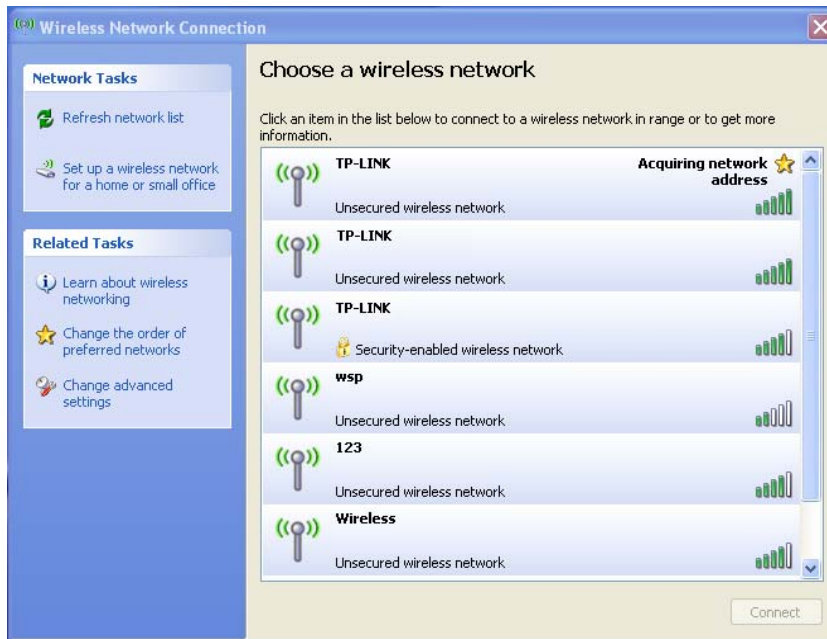 Wireless Network Connection
Network Tasks
Refresh network list
Set up a wireless network
for a home or small office
Related Tasks
Learn about wireless
networking
Change the order of
preferred networks
Change advanced
settings
Choose a wireless network
Click an item in the list below to connect to a wireless network in range or to get more
information.
TP-LINK
Acquiring network
address
Unsecured wireless network
TP-LINK
Unsecured wireless network
TP-LINK
Security-enabled wireless network
wsp
Unsecured wireless network
123
Unsecured wireless network
Wireless
Unsecured wireless network
Connect